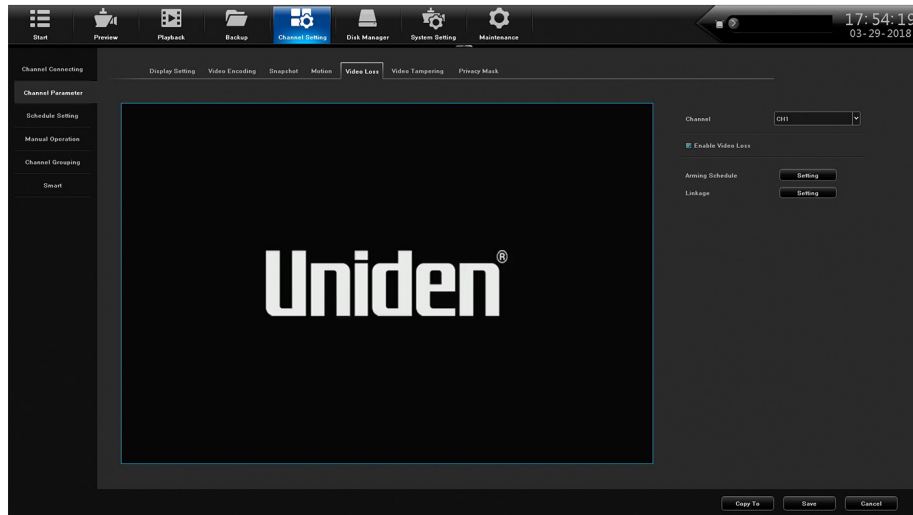 Start Preview Playback Backup Channel Setting Disk Manager System Setting Maintenance
17:54:19
03-29-2018
Channel Connecting
Channel Parameter
Schedule Setting
Manual Operation
Channel Grouping
Smart
Display Setting Video Encoding Snapshot Motion Video Loss Video Tampering Privacy Mask
Uniden®
Channel CH1
Enable Video Loss
Arming Schedule Setting
Linkage Setting
Copy To Save Cancel